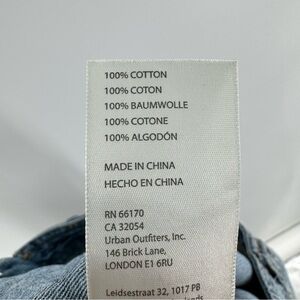 100% COTTON
100% COTON
100% BAUMWOLLE
100% COTONE
100% ALGODÓN
MADE IN CHINA
HECHO EN CHINA
RN 66170
CA 32054
Urban Outfitters, Inc.
146 Brick Lane,
LONDON E1 6RU
Leidsestraat 32, 1017 PB